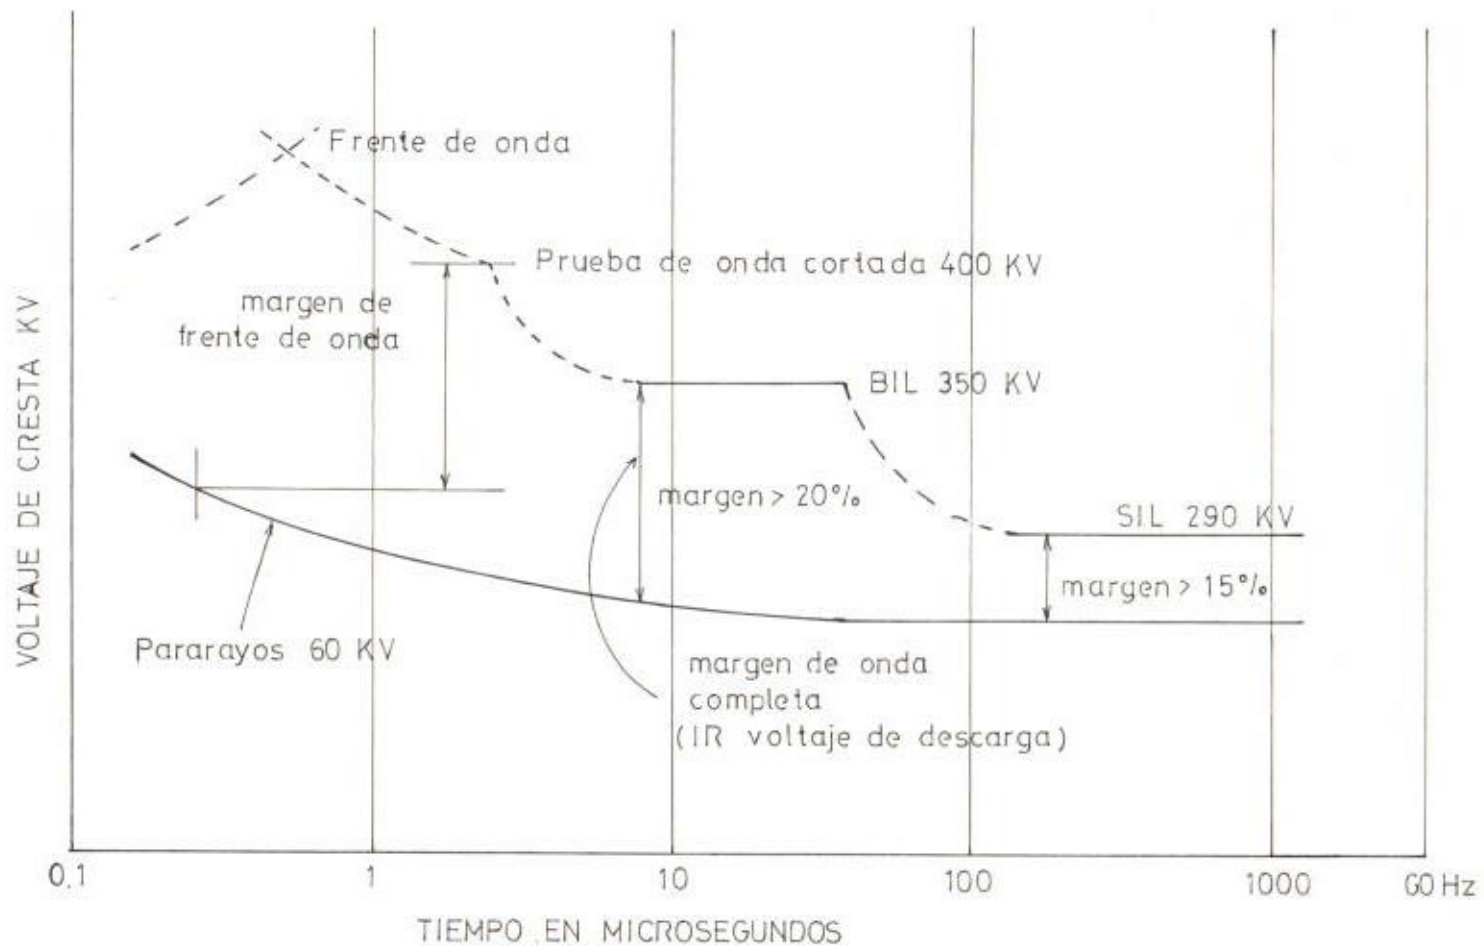 Frente de onda
Prueba de onda cortada 400 KV
margen de
frente de onda
BIL 350 KV
margen > 20%
SIL 290 KV
margen > 15%
Pararayos 60 KV
margen de onda
completa
(IR voltaje de descarga)
VOLTAJE DE CRESTA KV
0.1
1
10
100
1000
60 Hz
TIEMPO EN MICROSEGUNDOS